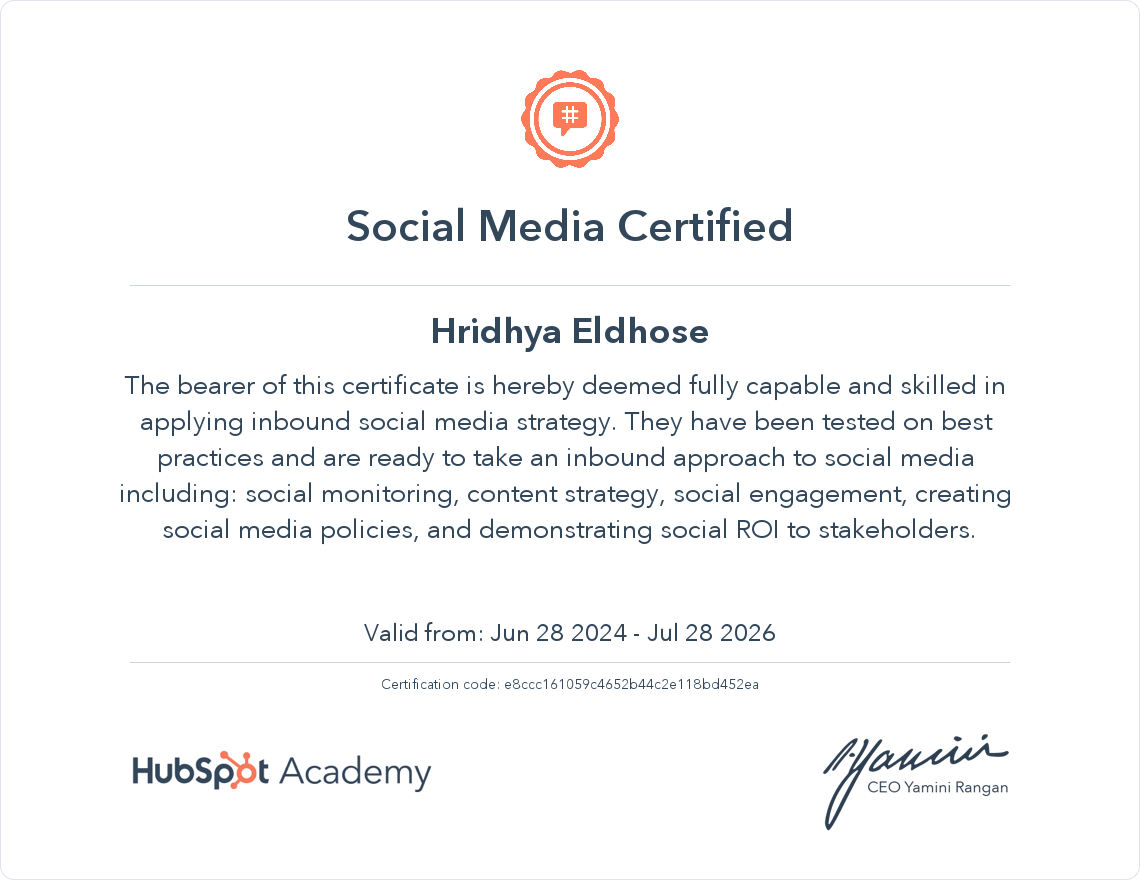 #
Social Media Certified
Hridhya Eldhose
The bearer of this certificate is hereby deemed fully capable and skilled in
applying inbound social media strategy. They have been tested on best
practices and are ready to take an inbound approach to social media
including: social monitoring, content strategy, social engagement, creating
social media policies, and demonstrating social ROI to stakeholders.
Valid from: Jun 28 2024 - Jul 28 2026
Certification code: e8ccc161059c4652b44c2e118bd452ea
HubSpot Academy
Yamini
CEO Yamini Rangan